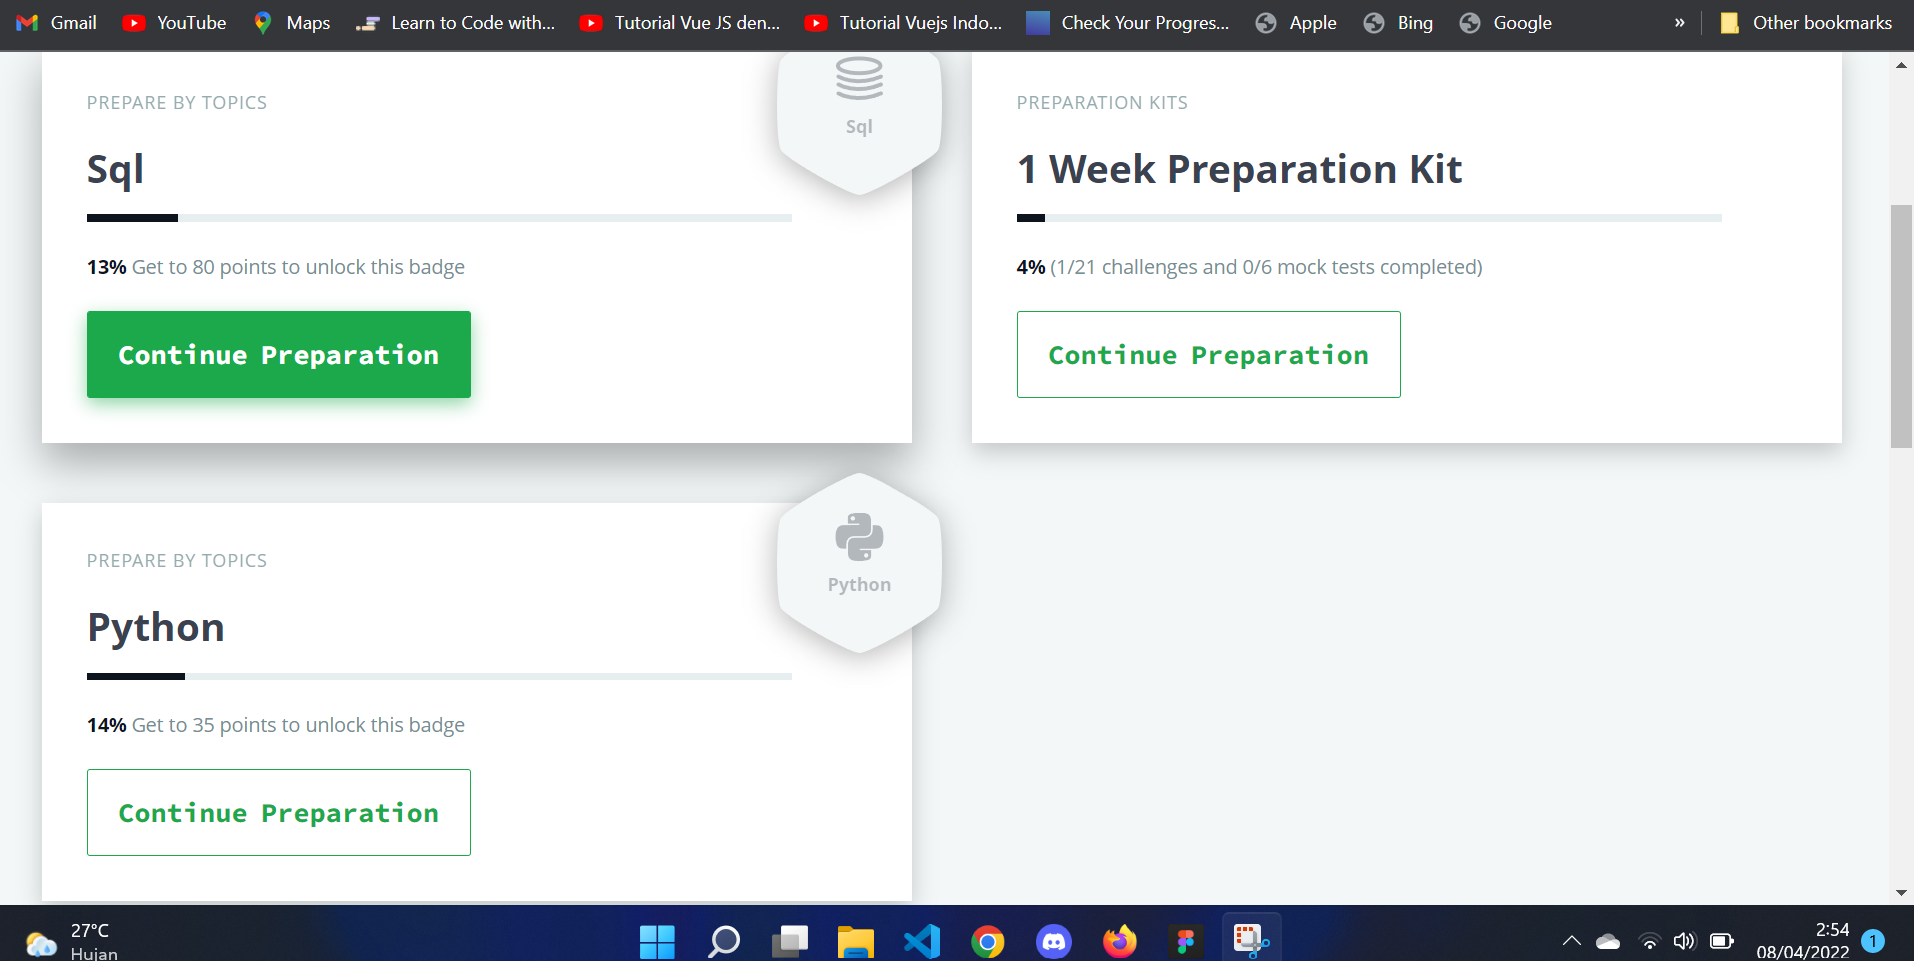 Gmail YouTube Maps Learn to Code with... Tutorial Vue JS den... Tutorial Vuejs Indo... Check Your Progres... Apple Bing Google » Other bookmarks
PREPARE BY TOPICS
Sql
Sql
13% Get to 80 points to unlock this badge
Continue Preparation
PREPARATION KITS
1 Week Preparation Kit
4% (1/21 challenges and 0/6 mock tests completed)
Continue Preparation
PREPARE BY TOPICS
Python
Python
14% Get to 35 points to unlock this badge
Continue Preparation
27°C
Hujan
2:54
08/04/2022
1